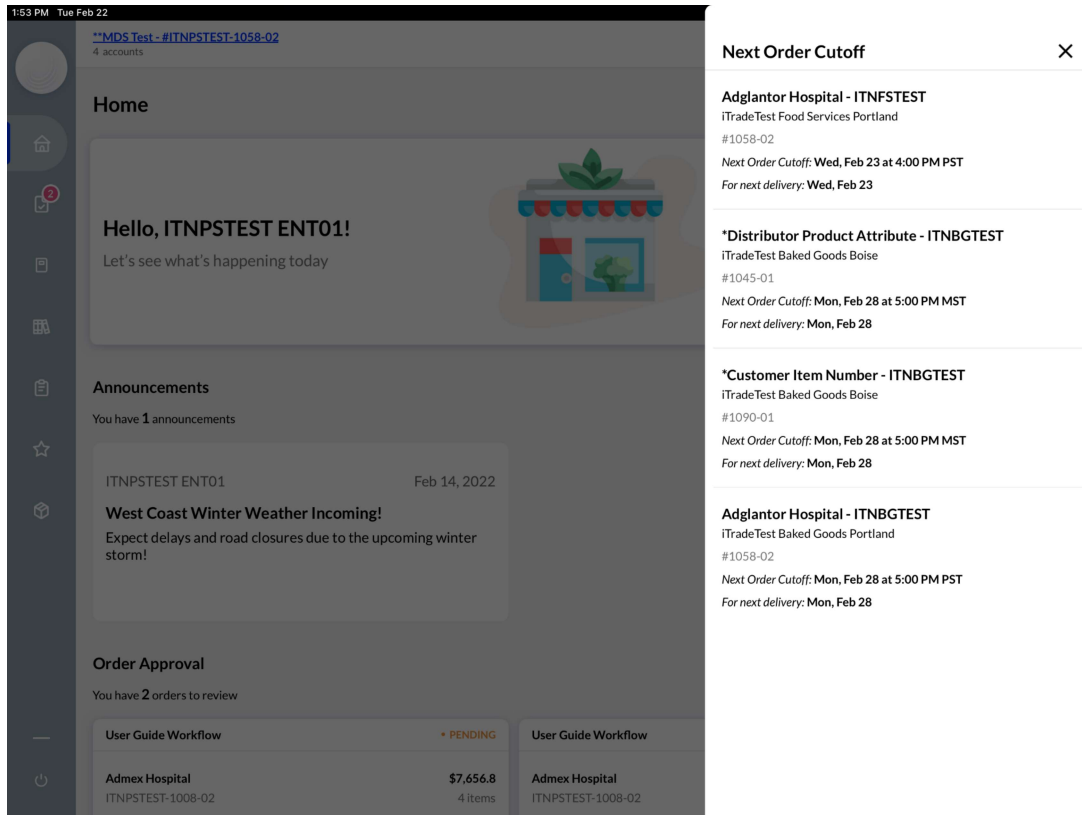 1:53 PM Tue Feb 22
**MDS Test - #ITNPSTEST-1058-02
4 accounts
Home
2
Hello, ITNPSTEST ENT01!
Let's see what's happening today
Announcements
You have 1 announcements
ITNPSTEST ENT01 Feb 14, 2022
West Coast Winter Weather Incoming!
Expect delays and road closures due to the upcoming winter
storm!
Order Approval
You have 2 orders to review
User Guide Workflow • PENDING
Admex Hospital $7,656.8
ITNPSTEST-1008-02 4 items
User Guide Workflow
Admex Hospital
ITNPSTEST-1008-02
Next Order Cutoff
Adglantor Hospital - ITNFSTEST
iTradeTest Food Services Portland
#1058-02
Next Order Cutoff: Wed, Feb 23 at 4:00 PM PST
For next delivery: Wed, Feb 23
*Distributor Product Attribute - ITNBGTEST
iTradeTest Baked Goods Boise
#1045-01
Next Order Cutoff: Mon, Feb 28 at 5:00 PM MST
For next delivery: Mon, Feb 28
*Customer Item Number - ITNBGTEST
iTradeTest Baked Goods Boise
#1090-01
Next Order Cutoff: Mon, Feb 28 at 5:00 PM MST
For next delivery: Mon, Feb 28
Adglantor Hospital - ITNBGTEST
iTradeTest Baked Goods Portland
#1058-02
Next Order Cutoff: Mon, Feb 28 at 5:00 PM PST
For next delivery: Mon, Feb 28